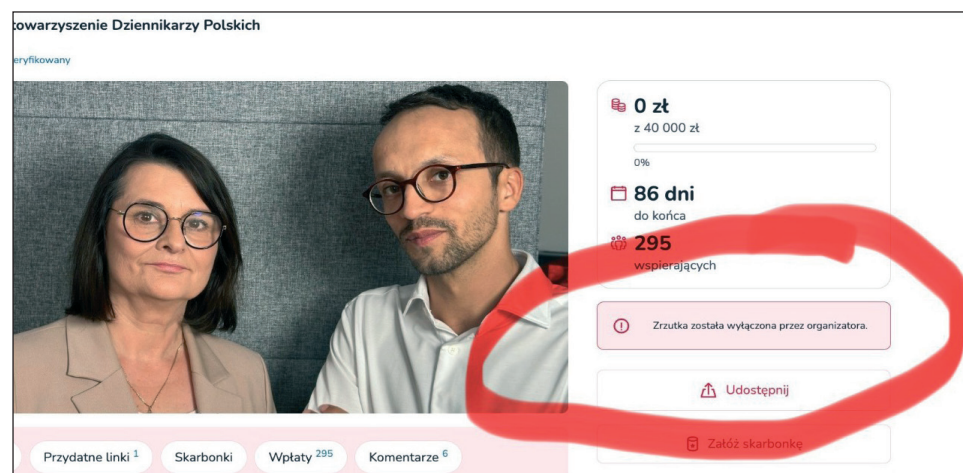 towarzyszenie Dziennikarzy Polskich
eryfikowany
0 zł
z 40 000 zł
0%
86 dni
do końca
295
wspierających
Zrzutka została wyłączona przez organizatora.
Udostępnij
Załóż skarbonkę
Przydatne linki 1
Skarbonki
Wpłaty 295
Komentarze 6